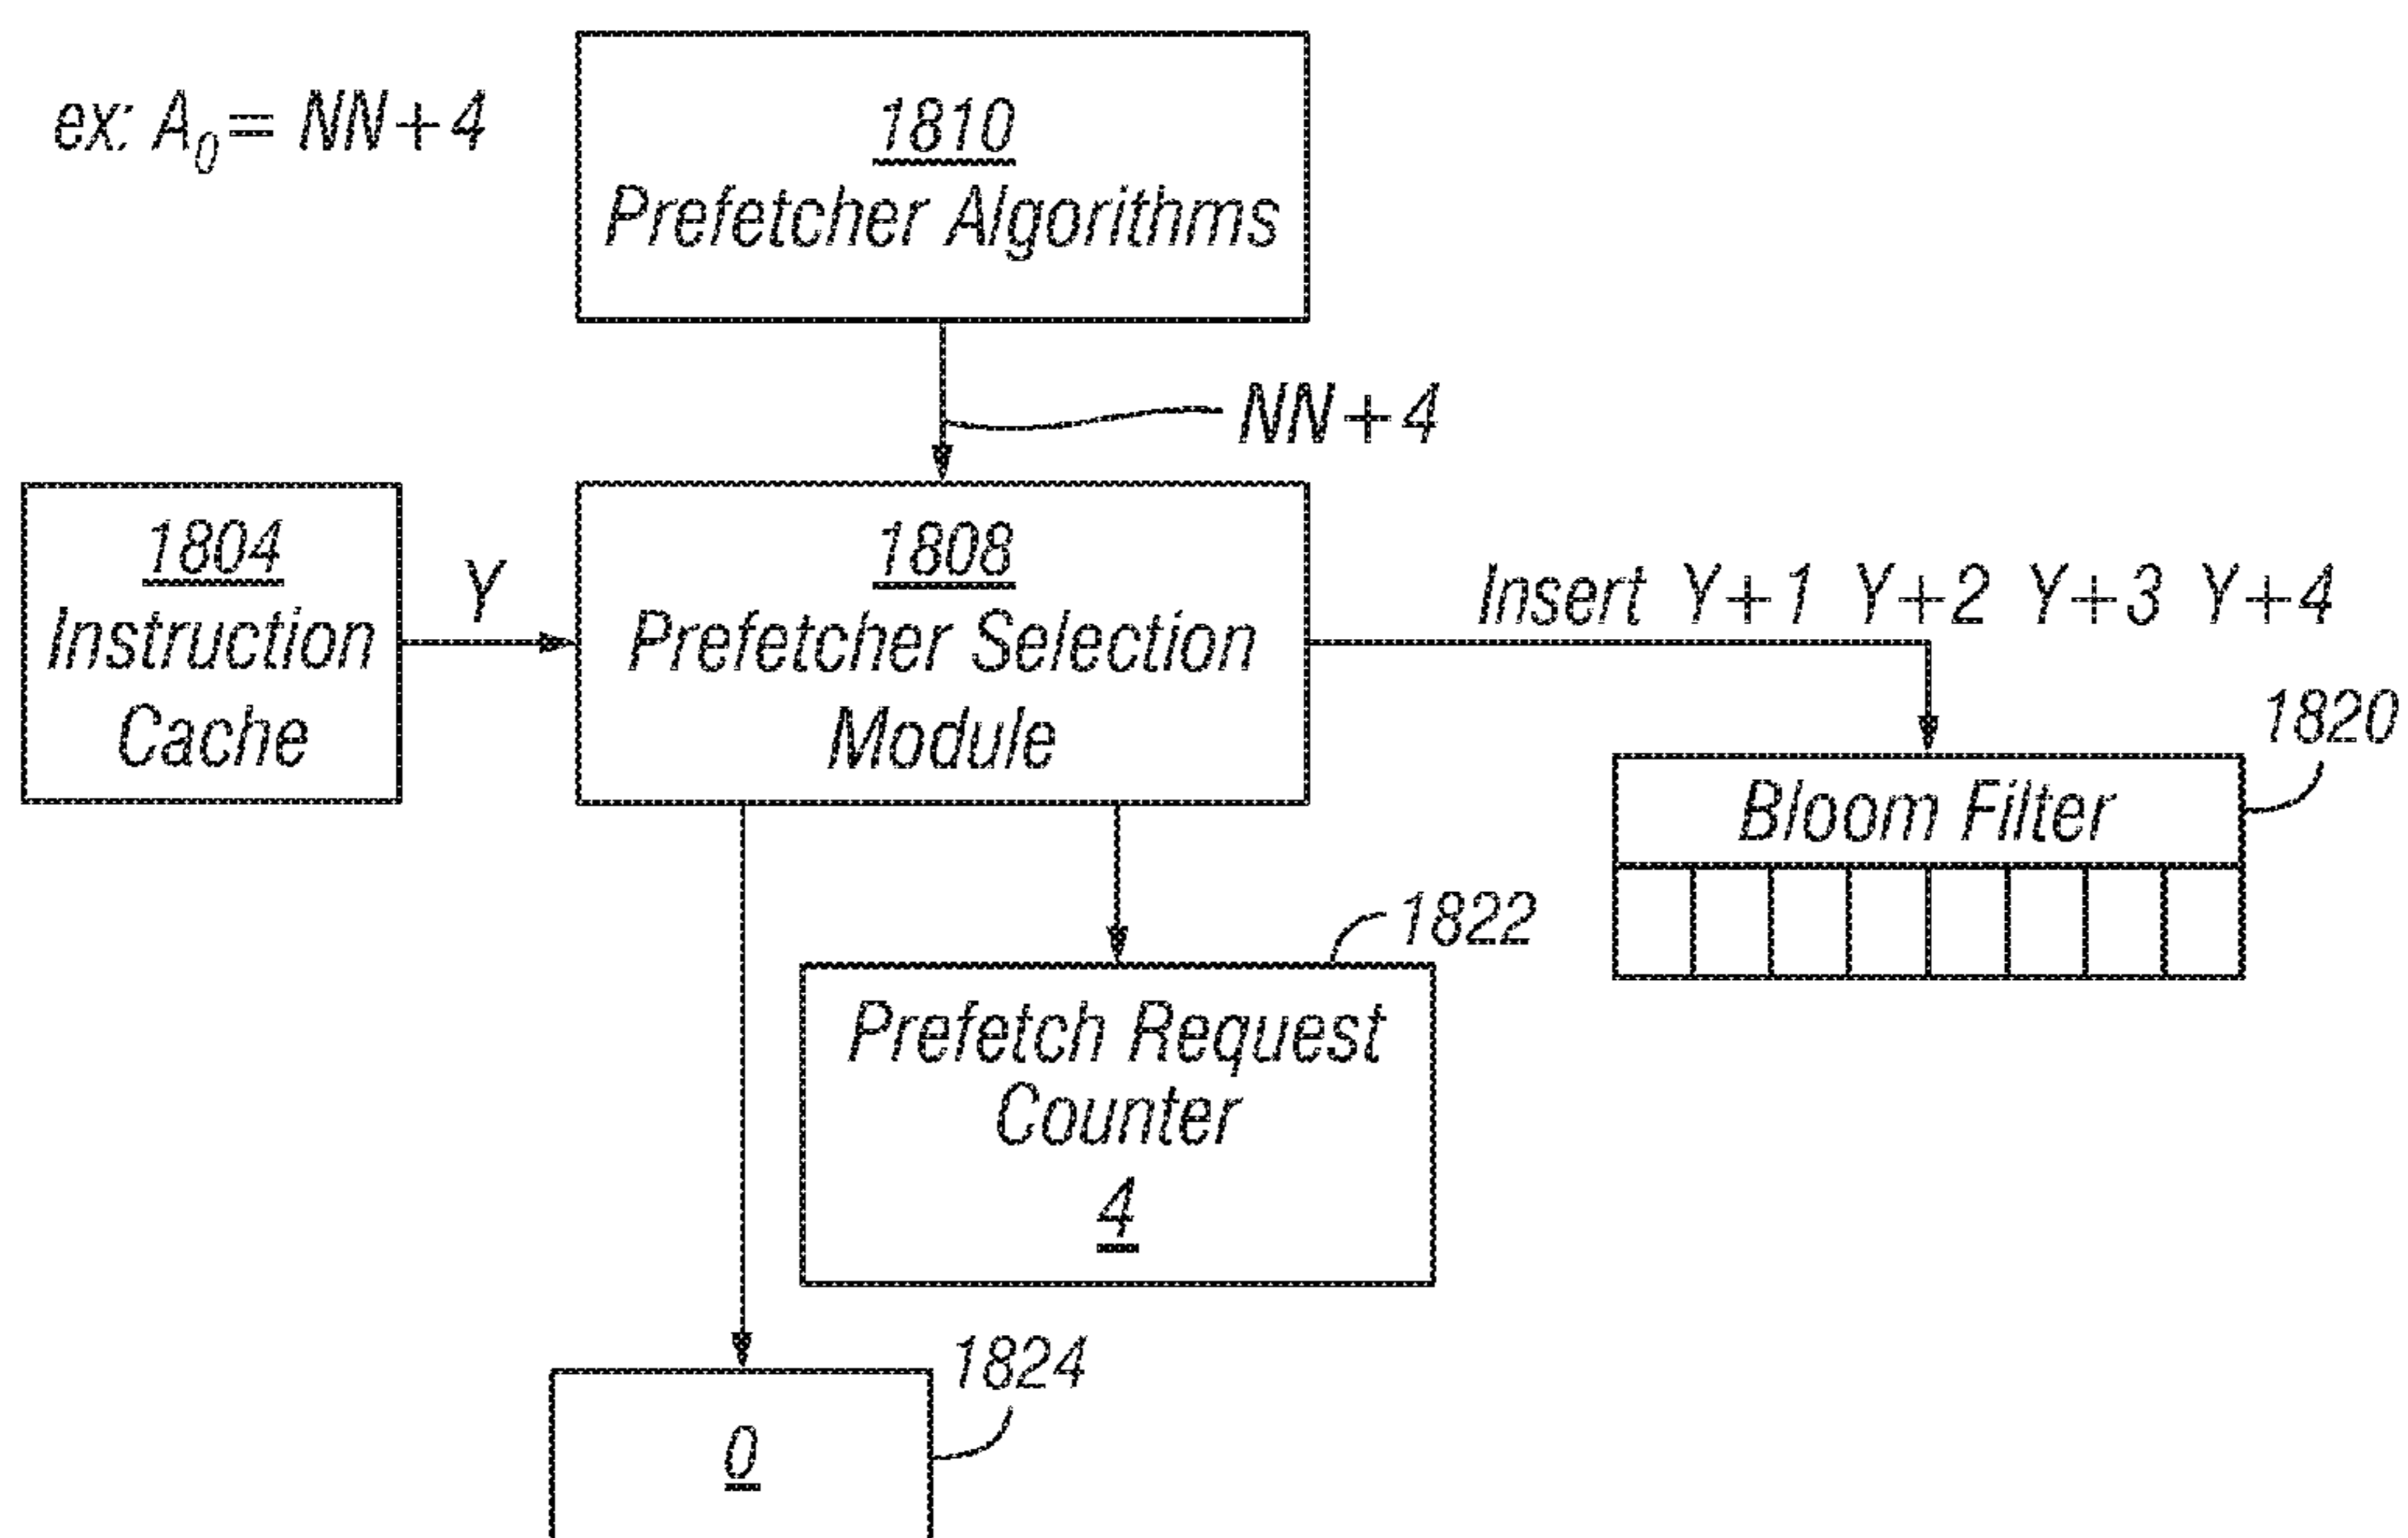 ex: A0 = NN+4
1810
Prefetcher Algorithms
NN+4
1804
Instruction
Cache
Y
1808
Prefetcher Selection
Module
Insert Y+1 Y+2 Y+3 Y+4
1820
Bloom Filter
1822
Prefetch Request
Counter
4
1824
0